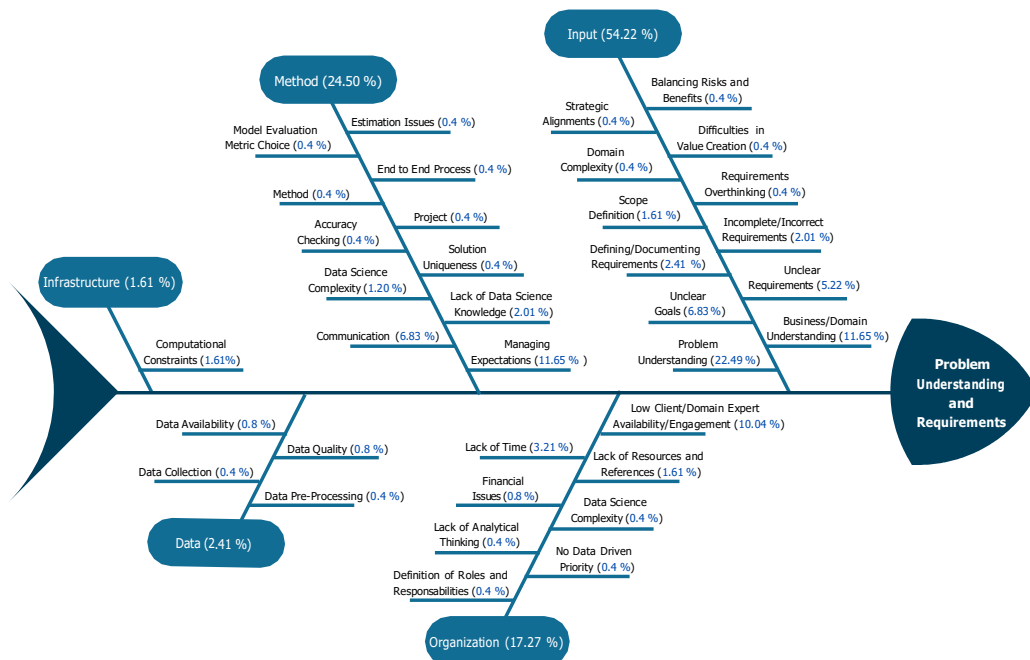 Input (54.22 %)
Method (24.50 %)
Balancing Risks and
Benefits (0.4 %)
Strategic
Alignments (0.4 %)
Estimation Issues (0.4 %)
Model Evaluation
Metric Choice (0.4 %)
Difficulties in
Value Creation (0.4 %)
Domain
Complexity (0.4 %)
End to End Process (0.4 %)
Requirements
Overthinking (0.4 %)
Method (0.4 %)
Scope
Definition (1.61 %)
Project (0.4 %)
Incomplete/Incorrect
Requirements (2.01 %)
Accuracy
Checking (0.4 %)
Defining/Documenting
Requirements (2.41 %)
Solution
Uniqueness (0.4 %)
Infrastructure (1.61 %)
Data Science
Complexity (1.20 %)
Unclear
Requirements (5.22 %)
Lack of Data Science
Knowledge (2.01 %)
Unclear
Goals (6.83 %)
Business/Domain
Understanding (11.65 %)
Communication (6.83 %)
Computational
Constraints (1.61%)
Managing
Expectations (11.65 %)
Problem
Understanding (22.49 %)
Problem
Understanding
and
Requirements
Low Client/Domain Expert
Availability/Engagement (10.04 %)
Data Availability (0.8 %)
Data Quality (0.8 %)
Lack of Time (3.21 %)
Lack of Resources and
References (1.61 %)
Data Collection (0.4 %)
Data Pre-Processing (0.4 %)
Financial
Issues (0.8 %)
Data Science
Complexity (0.4 %)
Lack of Analytical
Thinking (0.4 %)
Data (2.41 %)
No Data Driven
Priority (0.4 %)
Definition of Roles and
Responsabilities (0.4 %)
Organization (17.27 %)